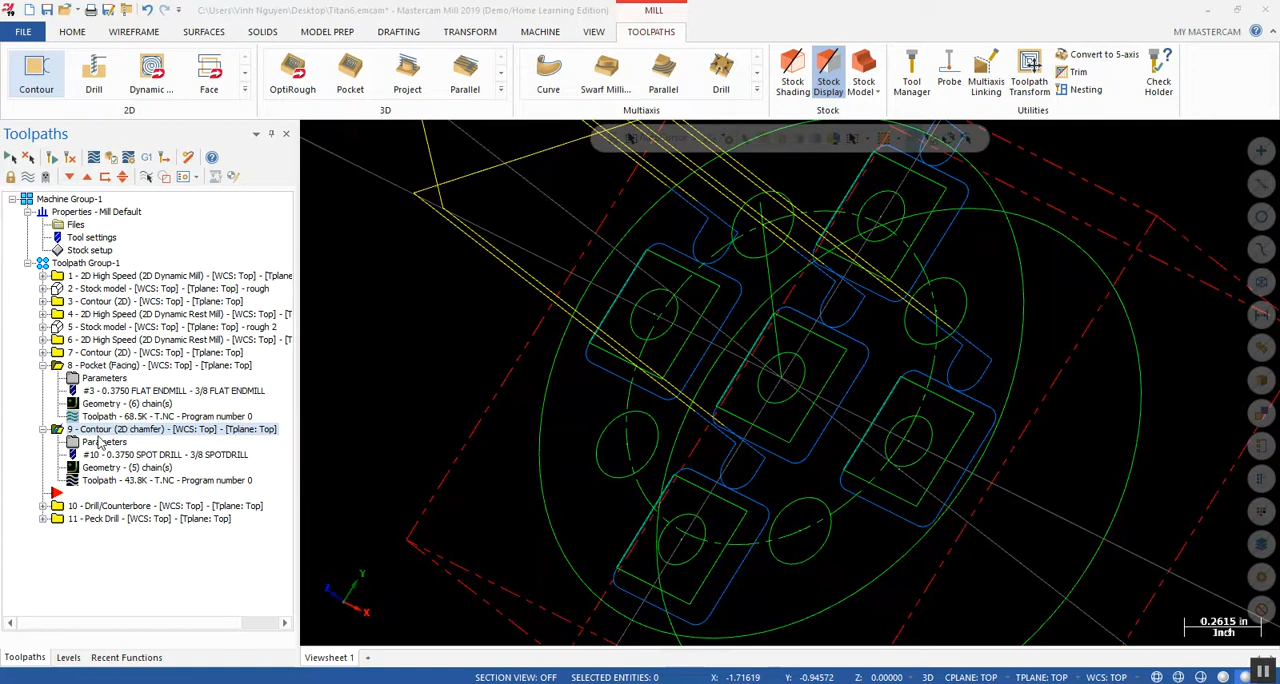 19
C:\Users\Vinh Nguyen\Desktop\Titan6.emcam* - Mastercam Mill 2019 (Demo/Home Learning Edition)
MILL
FILE HOME WIREFRAME SURFACES SOLIDS MODEL PREP DRAFTING TRANSFORM MACHINE VIEW TOOLPATHS MY MASTERCAM
Contour Drill Dynamic ... Face OptiRough Pocket Project Parallel Curve Swarf Milli... Parallel Drill Stock Shading Stock Display Stock Model Tool Manager Probe Multiaxis Linking Toolpath Transform Convert to 5-axis Trim Nesting Check Holder
2D 3D Multiaxis Stock Utilities
Toolpaths
G1
Machine Group-1
Properties - Mill Default
Files
Tool settings
Stock setup
Toolpath Group-1
1 - 2D High Speed (2D Dynamic Mill) - [WCS: Top] - [Tplane:
2 - Stock model - [WCS: Top] - [Tplane: Top] - rough
3 - Contour (2D) - [WCS: Top] - [Tplane: Top]
4 - 2D High Speed (2D Dynamic Rest Mill) - [WCS: Top] - [T
5 - Stock model - [WCS: Top] - [Tplane: Top] - rough 2
6 - 2D High Speed (2D Dynamic Rest Mill) - [WCS: Top] - [T
7 - Contour (2D) - [WCS: Top] - [Tplane: Top]
8 - Pocket (Facing) - [WCS: Top] - [Tplane: Top]
Parameters
#3 - 0.3750 FLAT ENDMILL - 3/8 FLAT ENDMILL
Geometry - (6) chain(s)
Toolpath - 68.5K - T.NC - Program number 0
9 - Contour (2D chamfer) - [WCS: Top] - [Tplane: Top]
Parameters
#10 - 0.3750 SPOT DRILL - 3/8 SPOTDRILL
Geometry - (5) chain(s)
Toolpath - 43.8K - T.NC - Program number 0
10 - Drill/Counterbore - [WCS: Top] - [Tplane: Top]
11 - Peck Drill - [WCS: Top] - [Tplane: Top]
Z Y X
0.2615 in
Inch
Toolpaths Levels Recent Functions Viewsheet 1 +
SECTION VIEW: OFF SELECTED ENTITIES: 0 X: -1.71619 Y: -0.94572 Z: 0.00000 3D CPLANE: TOP TPLANE: TOP WCS: TOP